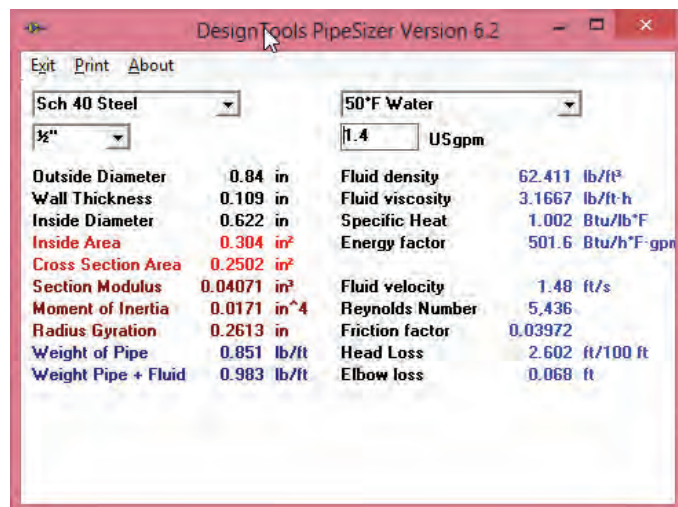 DesignTools PipeSizer Version 6.2
Exit Print About
Sch 40 Steel 50°F Water
½" 1.4 USgpm
Outside Diameter 0.84 in Fluid density 62.411 lb/ft³
Wall Thickness 0.109 in Fluid viscosity 3.1667 lb/ft·h
Inside Diameter 0.622 in Specific Heat 1.002 Btu/lb°F
Inside Area 0.304 in² Energy factor 501.6 Btu/h°F·gpm
Cross Section Area 0.2502 in²
Section Modulus 0.04071 in³ Fluid velocity 1.48 ft/s
Moment of Inertia 0.0171 in^4 Reynolds Number 5,436
Radius Gyration 0.2613 in Friction factor 0.03972
Weight of Pipe 0.851 lb/ft Head Loss 2.602 ft/100 ft
Weight Pipe + Fluid 0.983 lb/ft Elbow loss 0.068 ft